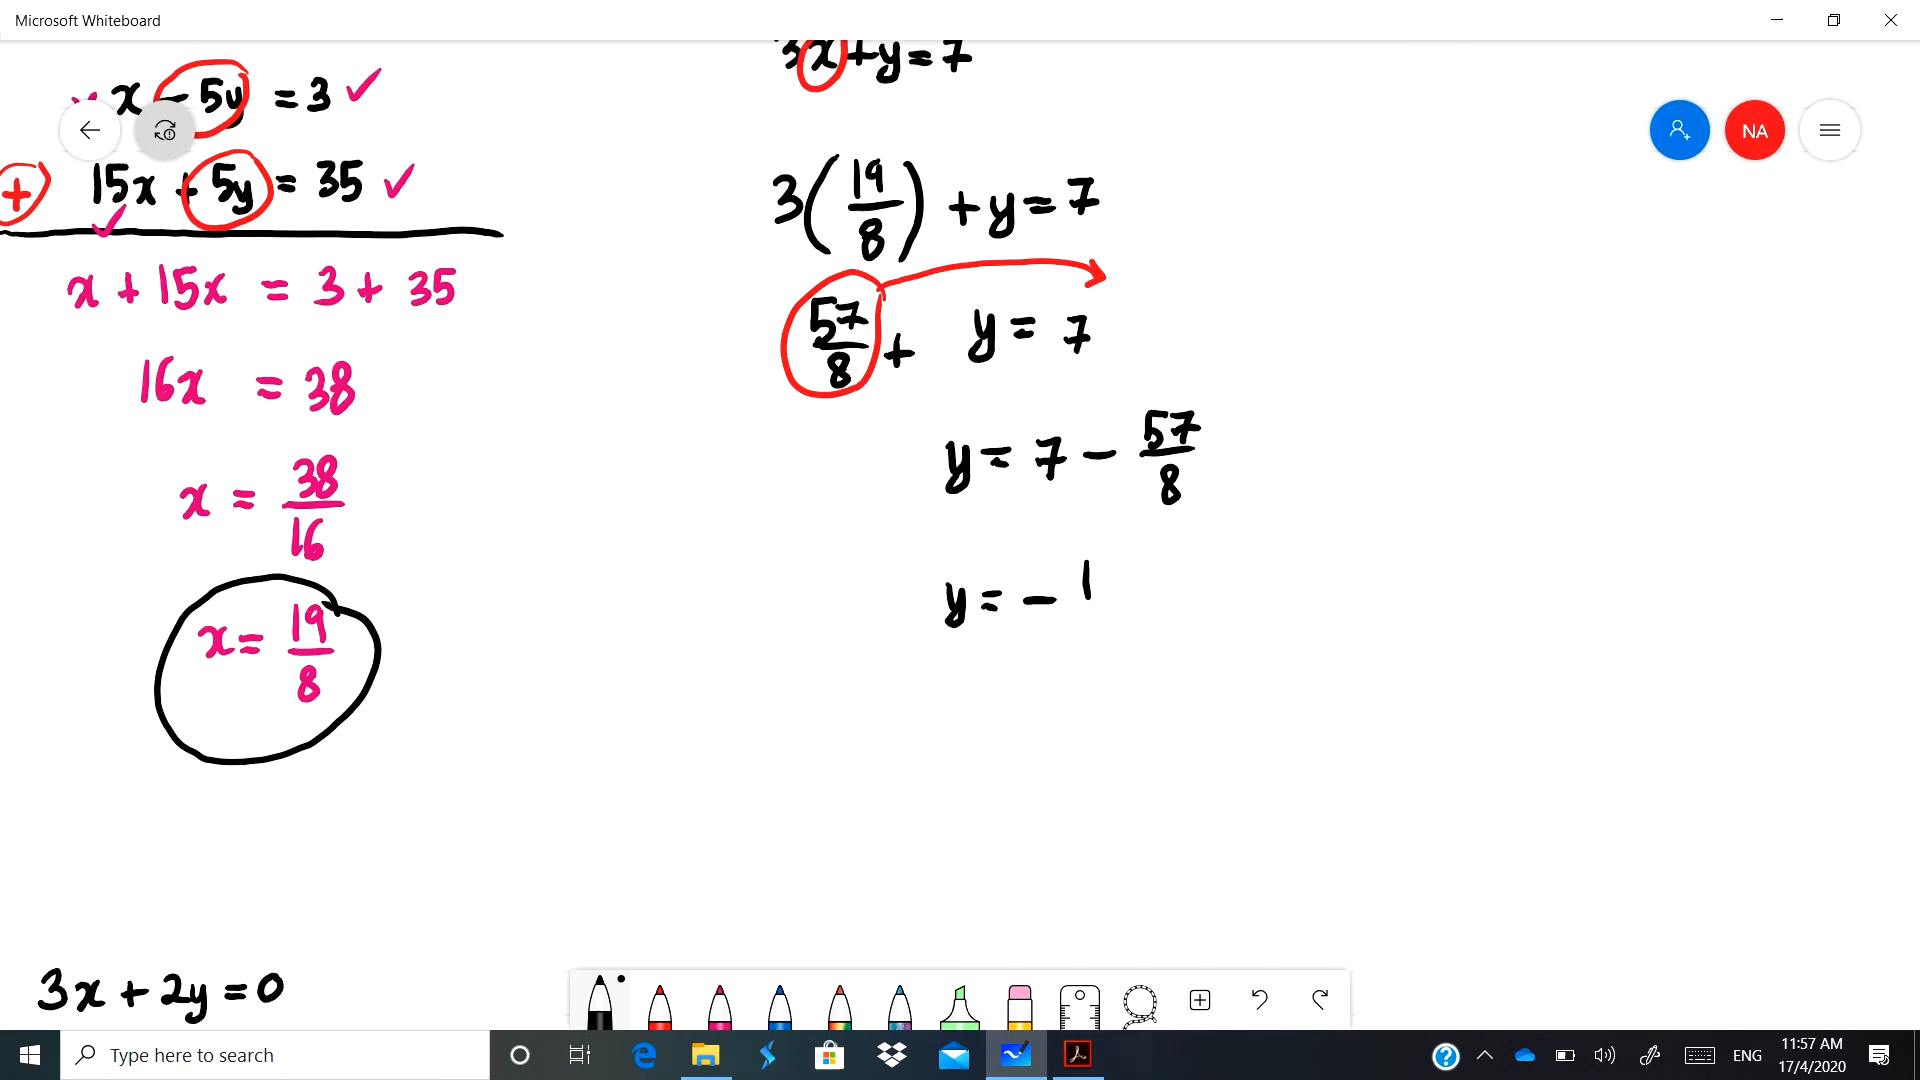 Microsoft Whiteboard
x - 5y = 3 ✓
+ 15x + 5y = 35 ✓
✓
x + 15x = 3 + 35
16x = 38
x = 38/16
x = 19/8
3x + 2y = 0
3x + y = 7
3(19/8) + y = 7
57/8 + y = 7
y = 7 - 57/8
y = - 1
NA
Type here to search
ENG
11:57 AM
17/4/2020